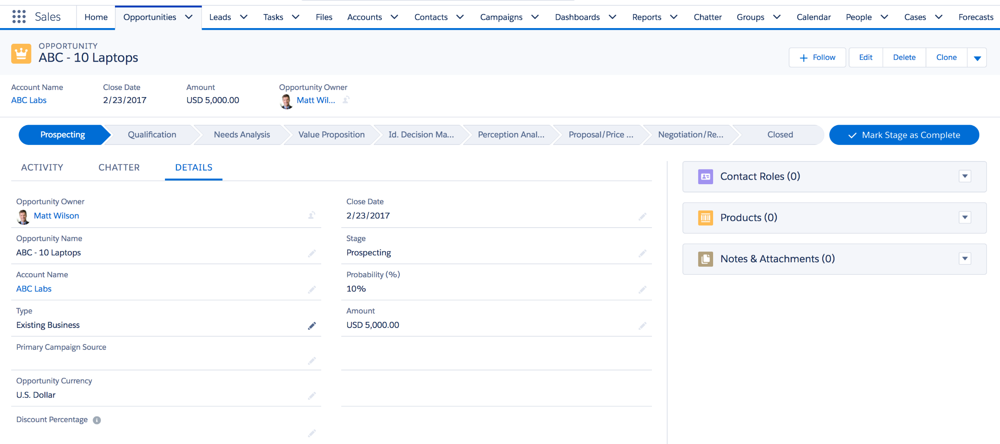 Sales Home Opportunities Leads Tasks Files Accounts Contacts Campaigns Dashboards Reports Chatter Groups Calendar People Cases Forecasts
OPPORTUNITY
ABC - 10 Laptops
Follow Edit Delete Clone
Account Name Close Date Amount Opportunity Owner
ABC Labs 2/23/2017 USD 5,000.00 Matt Wil...
Prospecting Qualification Needs Analysis Value Proposition Id. Decision Ma... Perception Anal... Proposal/Price ... Negotiation/Re... Closed Mark Stage as Complete
ACTIVITY CHATTER DETAILS
Contact Roles (0)
Opportunity Owner Close Date
Matt Wilson 2/23/2017
Products (0)
Opportunity Name Stage
ABC - 10 Laptops Prospecting
Notes & Attachments (0)
Account Name Probability (%)
ABC Labs 10%
Type Amount
Existing Business USD 5,000.00
Primary Campaign Source
Opportunity Currency
U.S. Dollar
Discount Percentage